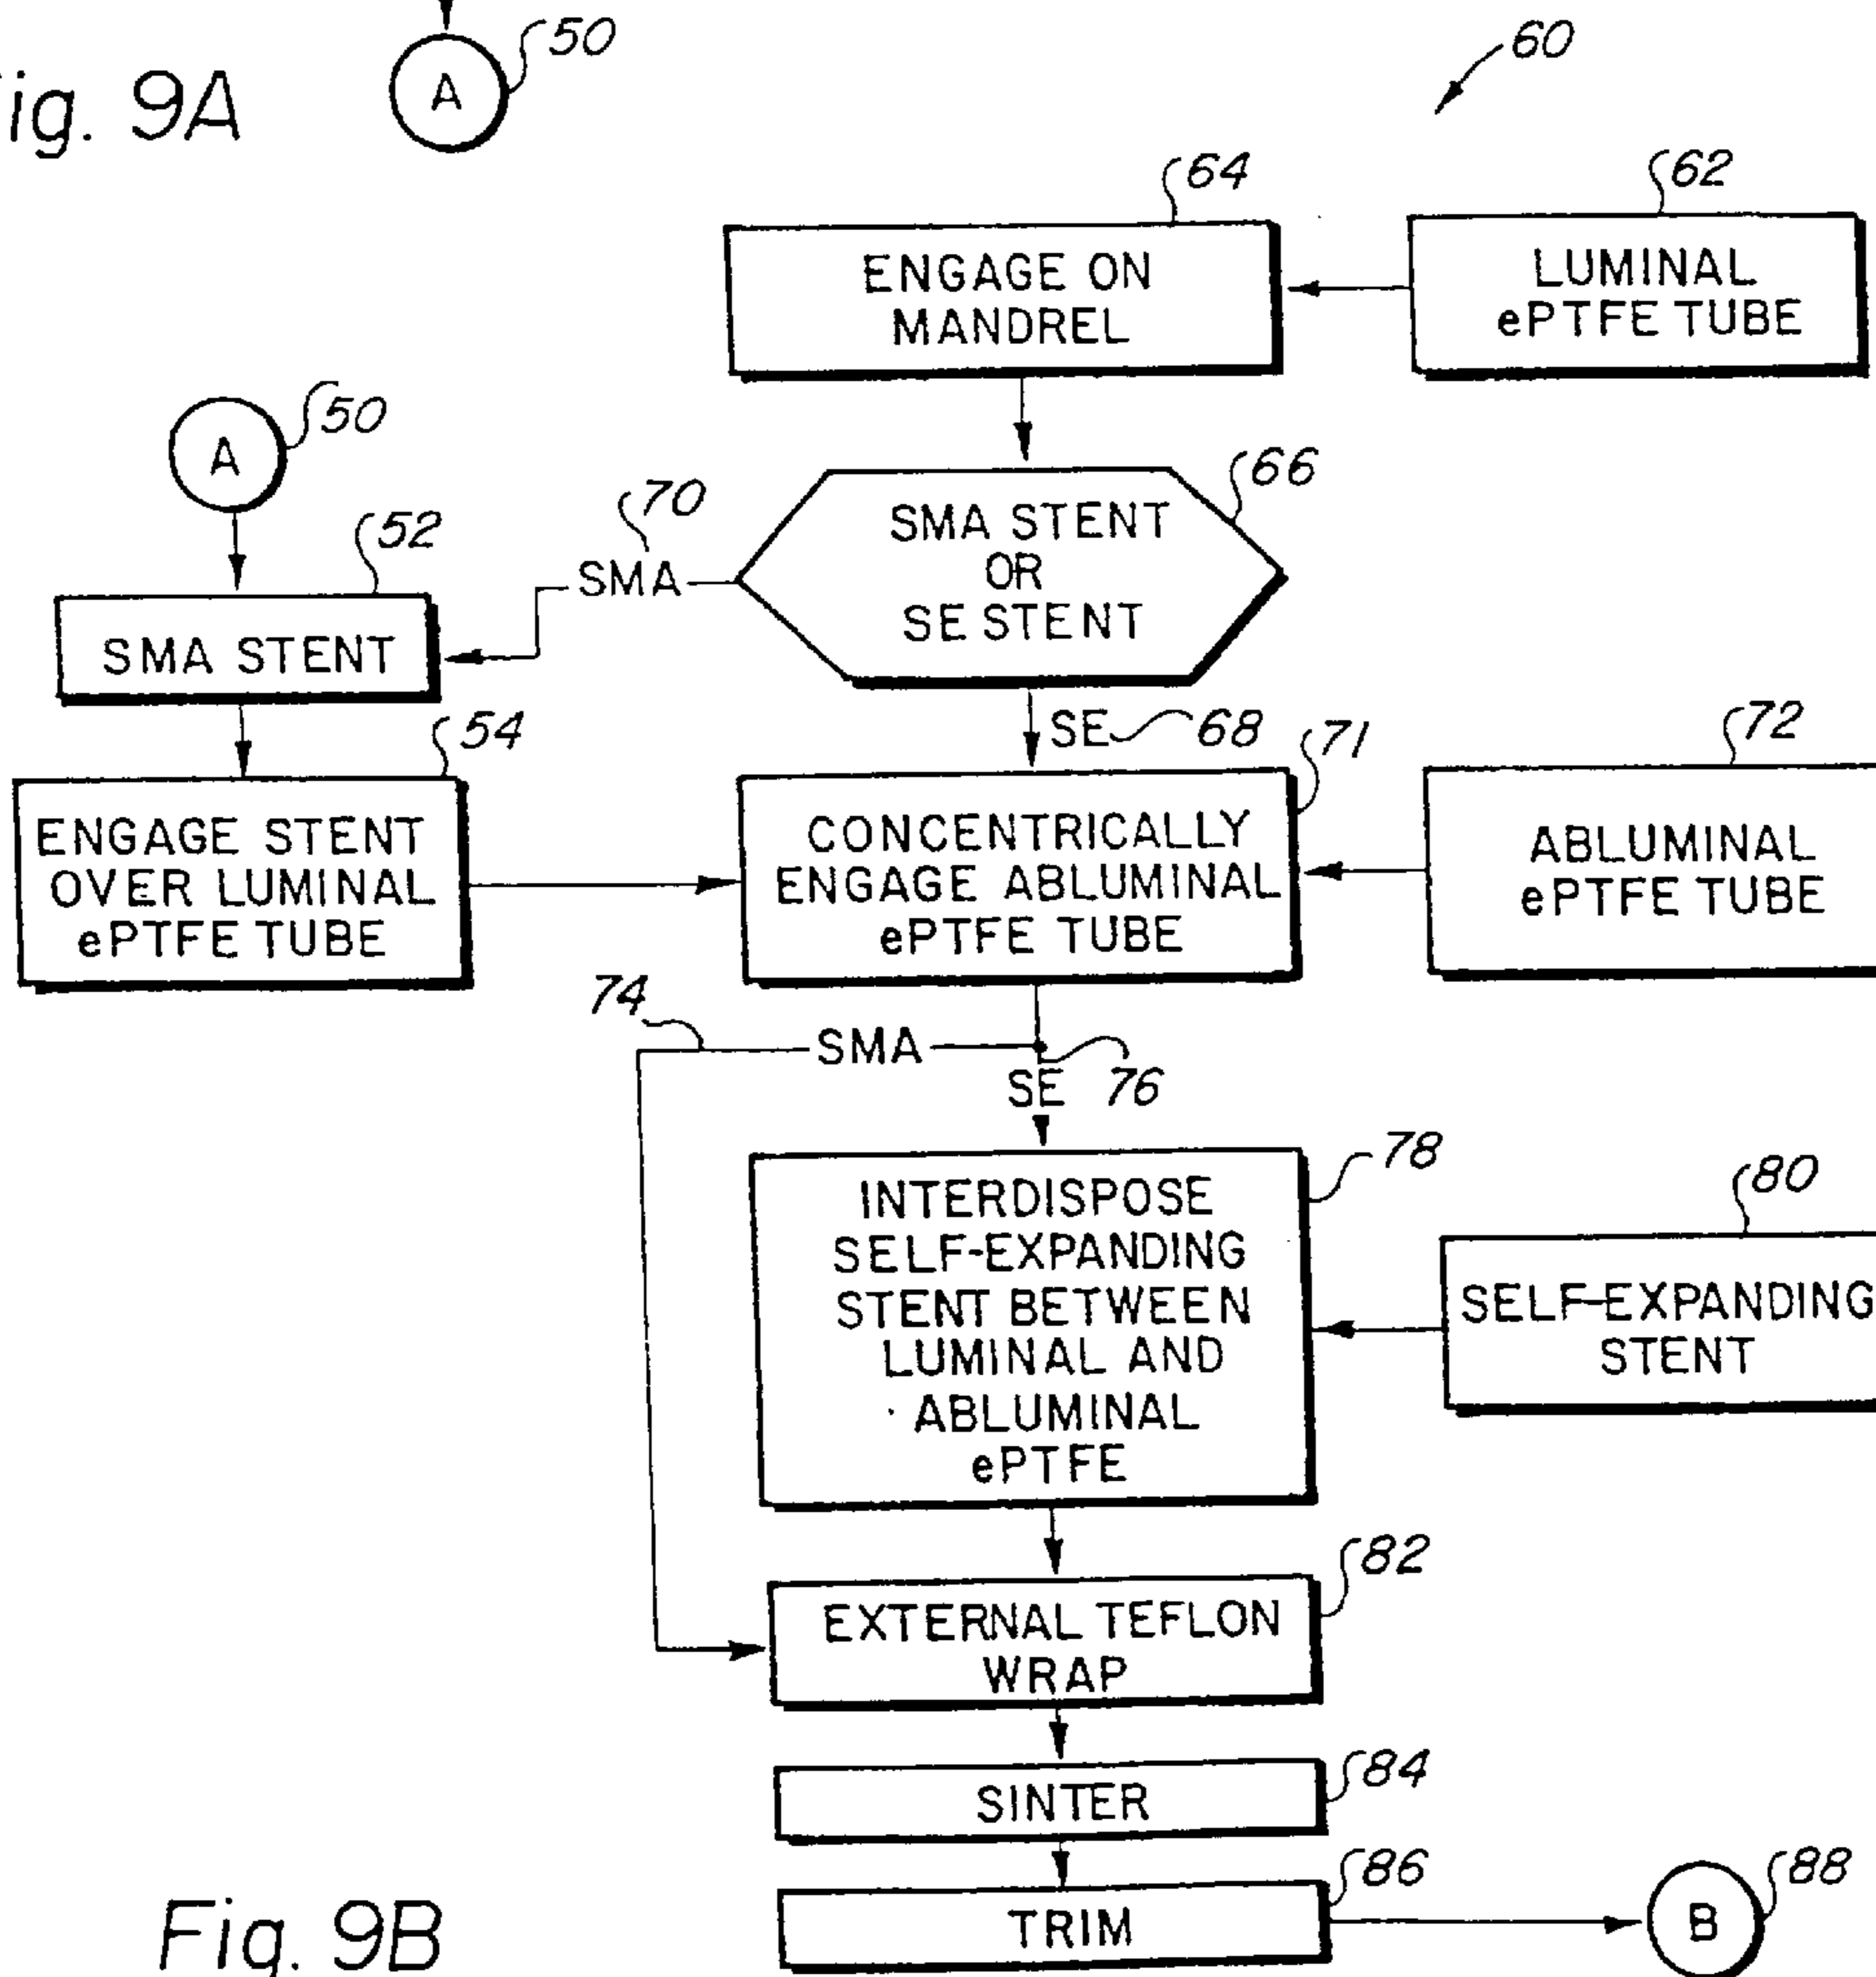 50
A
ig. 9A
60
64
62
ENGAGE ON
MANDREL
LUMINAL
ePTFE TUBE
50
A
66
70
52
SMA STENT
OR
SE STENT
SMA
SMA STENT
SE 68
54
71
72
ENGAGE STENT
OVER LUMINAL
ePTFE TUBE
CONCENTRICALLY
ENGAGE ABLUMINAL
ePTFE TUBE
ABLUMINAL
ePTFE TUBE
74
SMA
SE 76
78
80
INTERDISPOSE
SELF-EXPANDING
STENT BETWEEN
LUMINAL AND
ABLUMINAL
ePTFE
SELF-EXPANDING
STENT
82
EXTERNAL TEFLON
WRAP
84
SINTER
86
88
TRIM
B
Fig. 9B